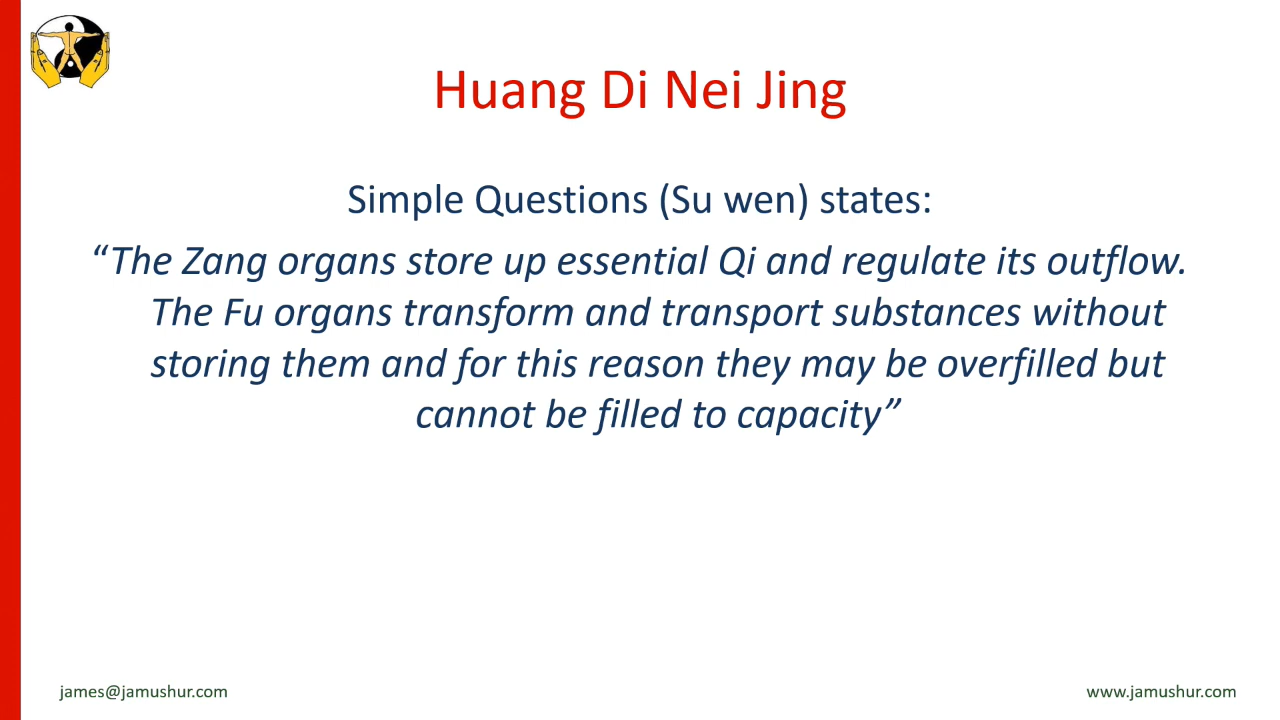 Huang Di Nei Jing
Simple Questions (Su wen) states:
“The Zang organs store up essential Qi and regulate its outflow.
The Fu organs transform and transport substances without
storing them and for this reason they may be overfilled but
cannot be filled to capacity”
james@jamushur.com
www.jamushur.com